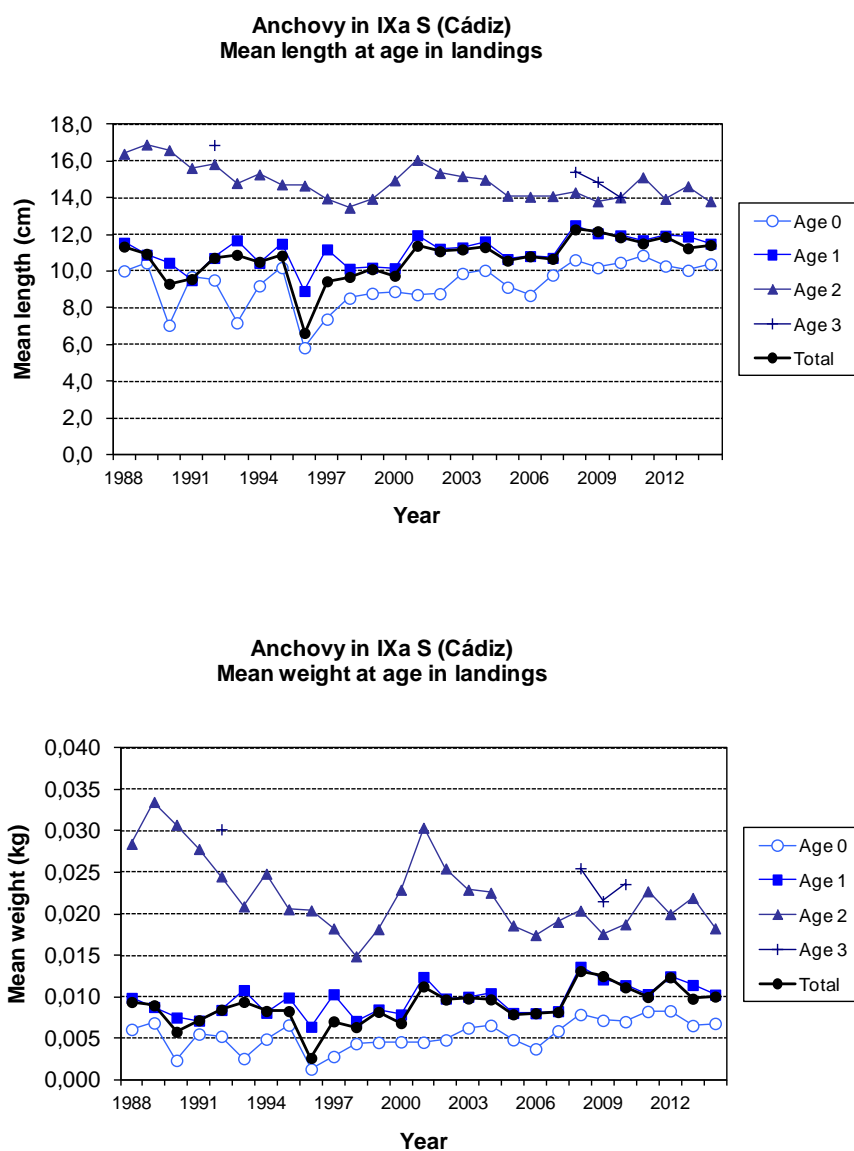 Anchovy in IXa S (Cádiz)
Mean length at age in landings
18,0
16,0
14,0
12,0
10,0
8,0
6,0
4,0
2,0
0,0
Mean length (cm)
1988 1991 1994 1997 2000 2003 2006 2009 2012
Year
Age 0
Age 1
Age 2
Age 3
Total
Anchovy in IXa S (Cádiz)
Mean weight at age in landings
0,040
0,035
0,030
0,025
0,020
0,015
0,010
0,005
0,000
Mean weight (kg)
1988 1991 1994 1997 2000 2003 2006 2009 2012
Year
Age 0
Age 1
Age 2
Age 3
Total